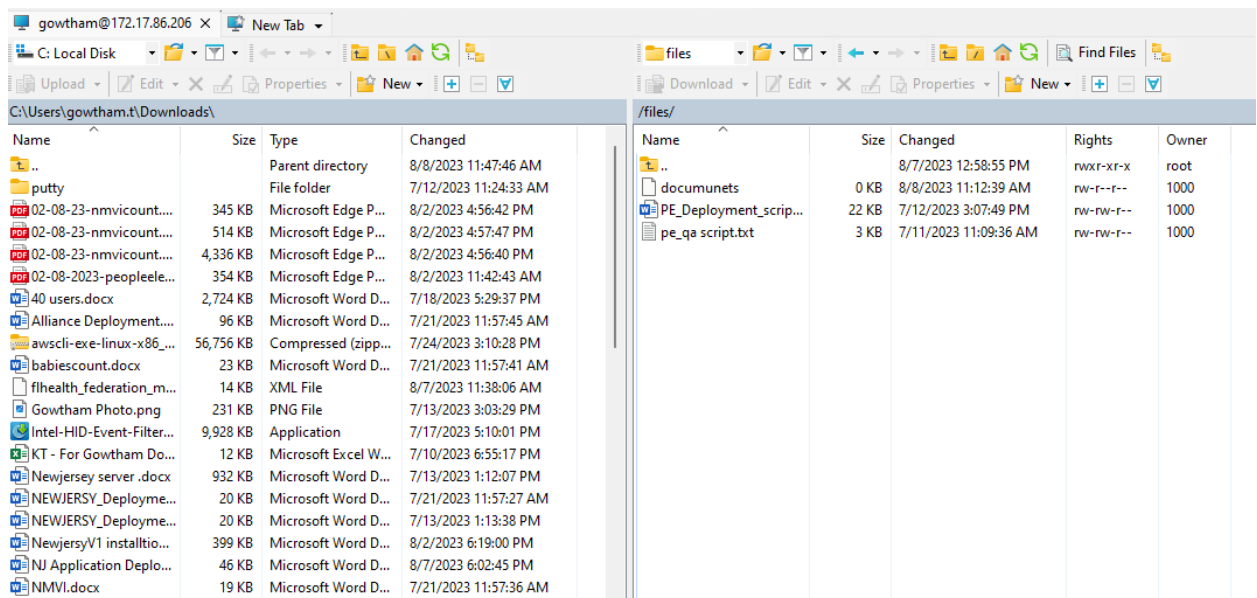 gowtham@172.17.86.206 × New Tab
C: Local Disk
Upload Edit Properties New
C:\Users\gowtham.t\Downloads\
Name Size Type Changed
.. Parent directory 8/8/2023 11:47:46 AM
putty File folder 7/12/2023 11:24:33 AM
02-08-23-nmvicount.... 345 KB Microsoft Edge P... 8/2/2023 4:56:42 PM
02-08-23-nmvicount.... 514 KB Microsoft Edge P... 8/2/2023 4:57:47 PM
02-08-23-nmvicount.... 4,336 KB Microsoft Edge P... 8/2/2023 4:56:40 PM
02-08-2023-peopleele... 354 KB Microsoft Edge P... 8/2/2023 11:42:43 AM
40 users.docx 2,724 KB Microsoft Word D... 7/18/2023 5:29:37 PM
Alliance Deployment.... 96 KB Microsoft Word D... 7/21/2023 11:57:45 AM
awscli-exe-linux-x86_... 56,756 KB Compressed (zipp... 7/24/2023 3:10:28 PM
babiescount.docx 23 KB Microsoft Word D... 7/21/2023 11:57:41 AM
flhealth_federation_m... 14 KB XML File 8/7/2023 11:38:06 AM
Gowtham Photo.png 231 KB PNG File 7/13/2023 3:03:29 PM
Intel-HID-Event-Filter... 9,928 KB Application 7/17/2023 5:10:01 PM
KT - For Gowtham Do... 12 KB Microsoft Excel W... 7/10/2023 6:55:17 PM
Newjersey server .docx 932 KB Microsoft Word D... 7/13/2023 1:12:07 PM
NEWJERSY_Deployme... 20 KB Microsoft Word D... 7/21/2023 11:57:27 AM
NEWJERSY_Deployme... 20 KB Microsoft Word D... 7/13/2023 1:13:38 PM
NewjersyV1 installtio... 399 KB Microsoft Word D... 8/2/2023 6:19:00 PM
NJ Application Deplo... 46 KB Microsoft Word D... 8/7/2023 6:02:45 PM
NMVI.docx 19 KB Microsoft Word D... 7/21/2023 11:57:36 AM
files Find Files
Download Edit Properties New
/files/
Name Size Changed Rights Owner
.. 8/7/2023 12:58:55 PM rwxr-xr-x root
documunets 0 KB 8/8/2023 11:12:39 AM rw-r--r-- 1000
PE_Deployment_scrip... 22 KB 7/12/2023 3:07:49 PM rw-rw-r-- 1000
pe_qa script.txt 3 KB 7/11/2023 11:09:36 AM rw-rw-r-- 1000